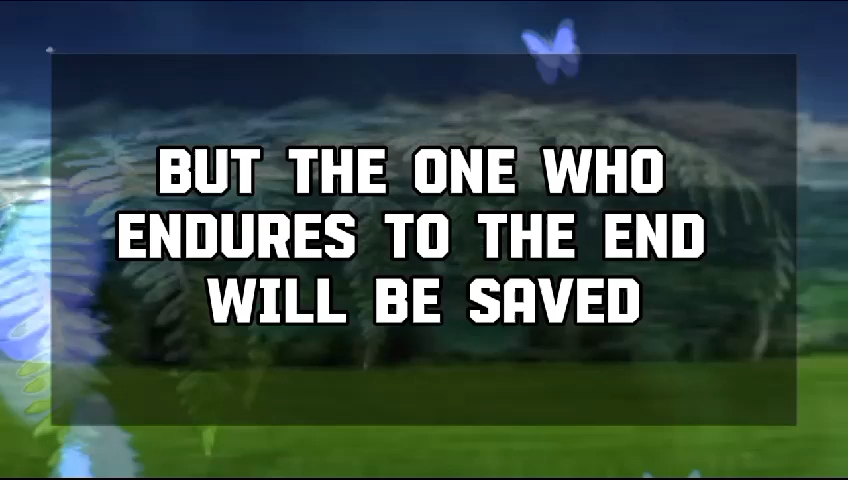 BUT THE ONE WHO
ENDURES TO THE END
WILL BE SAVED